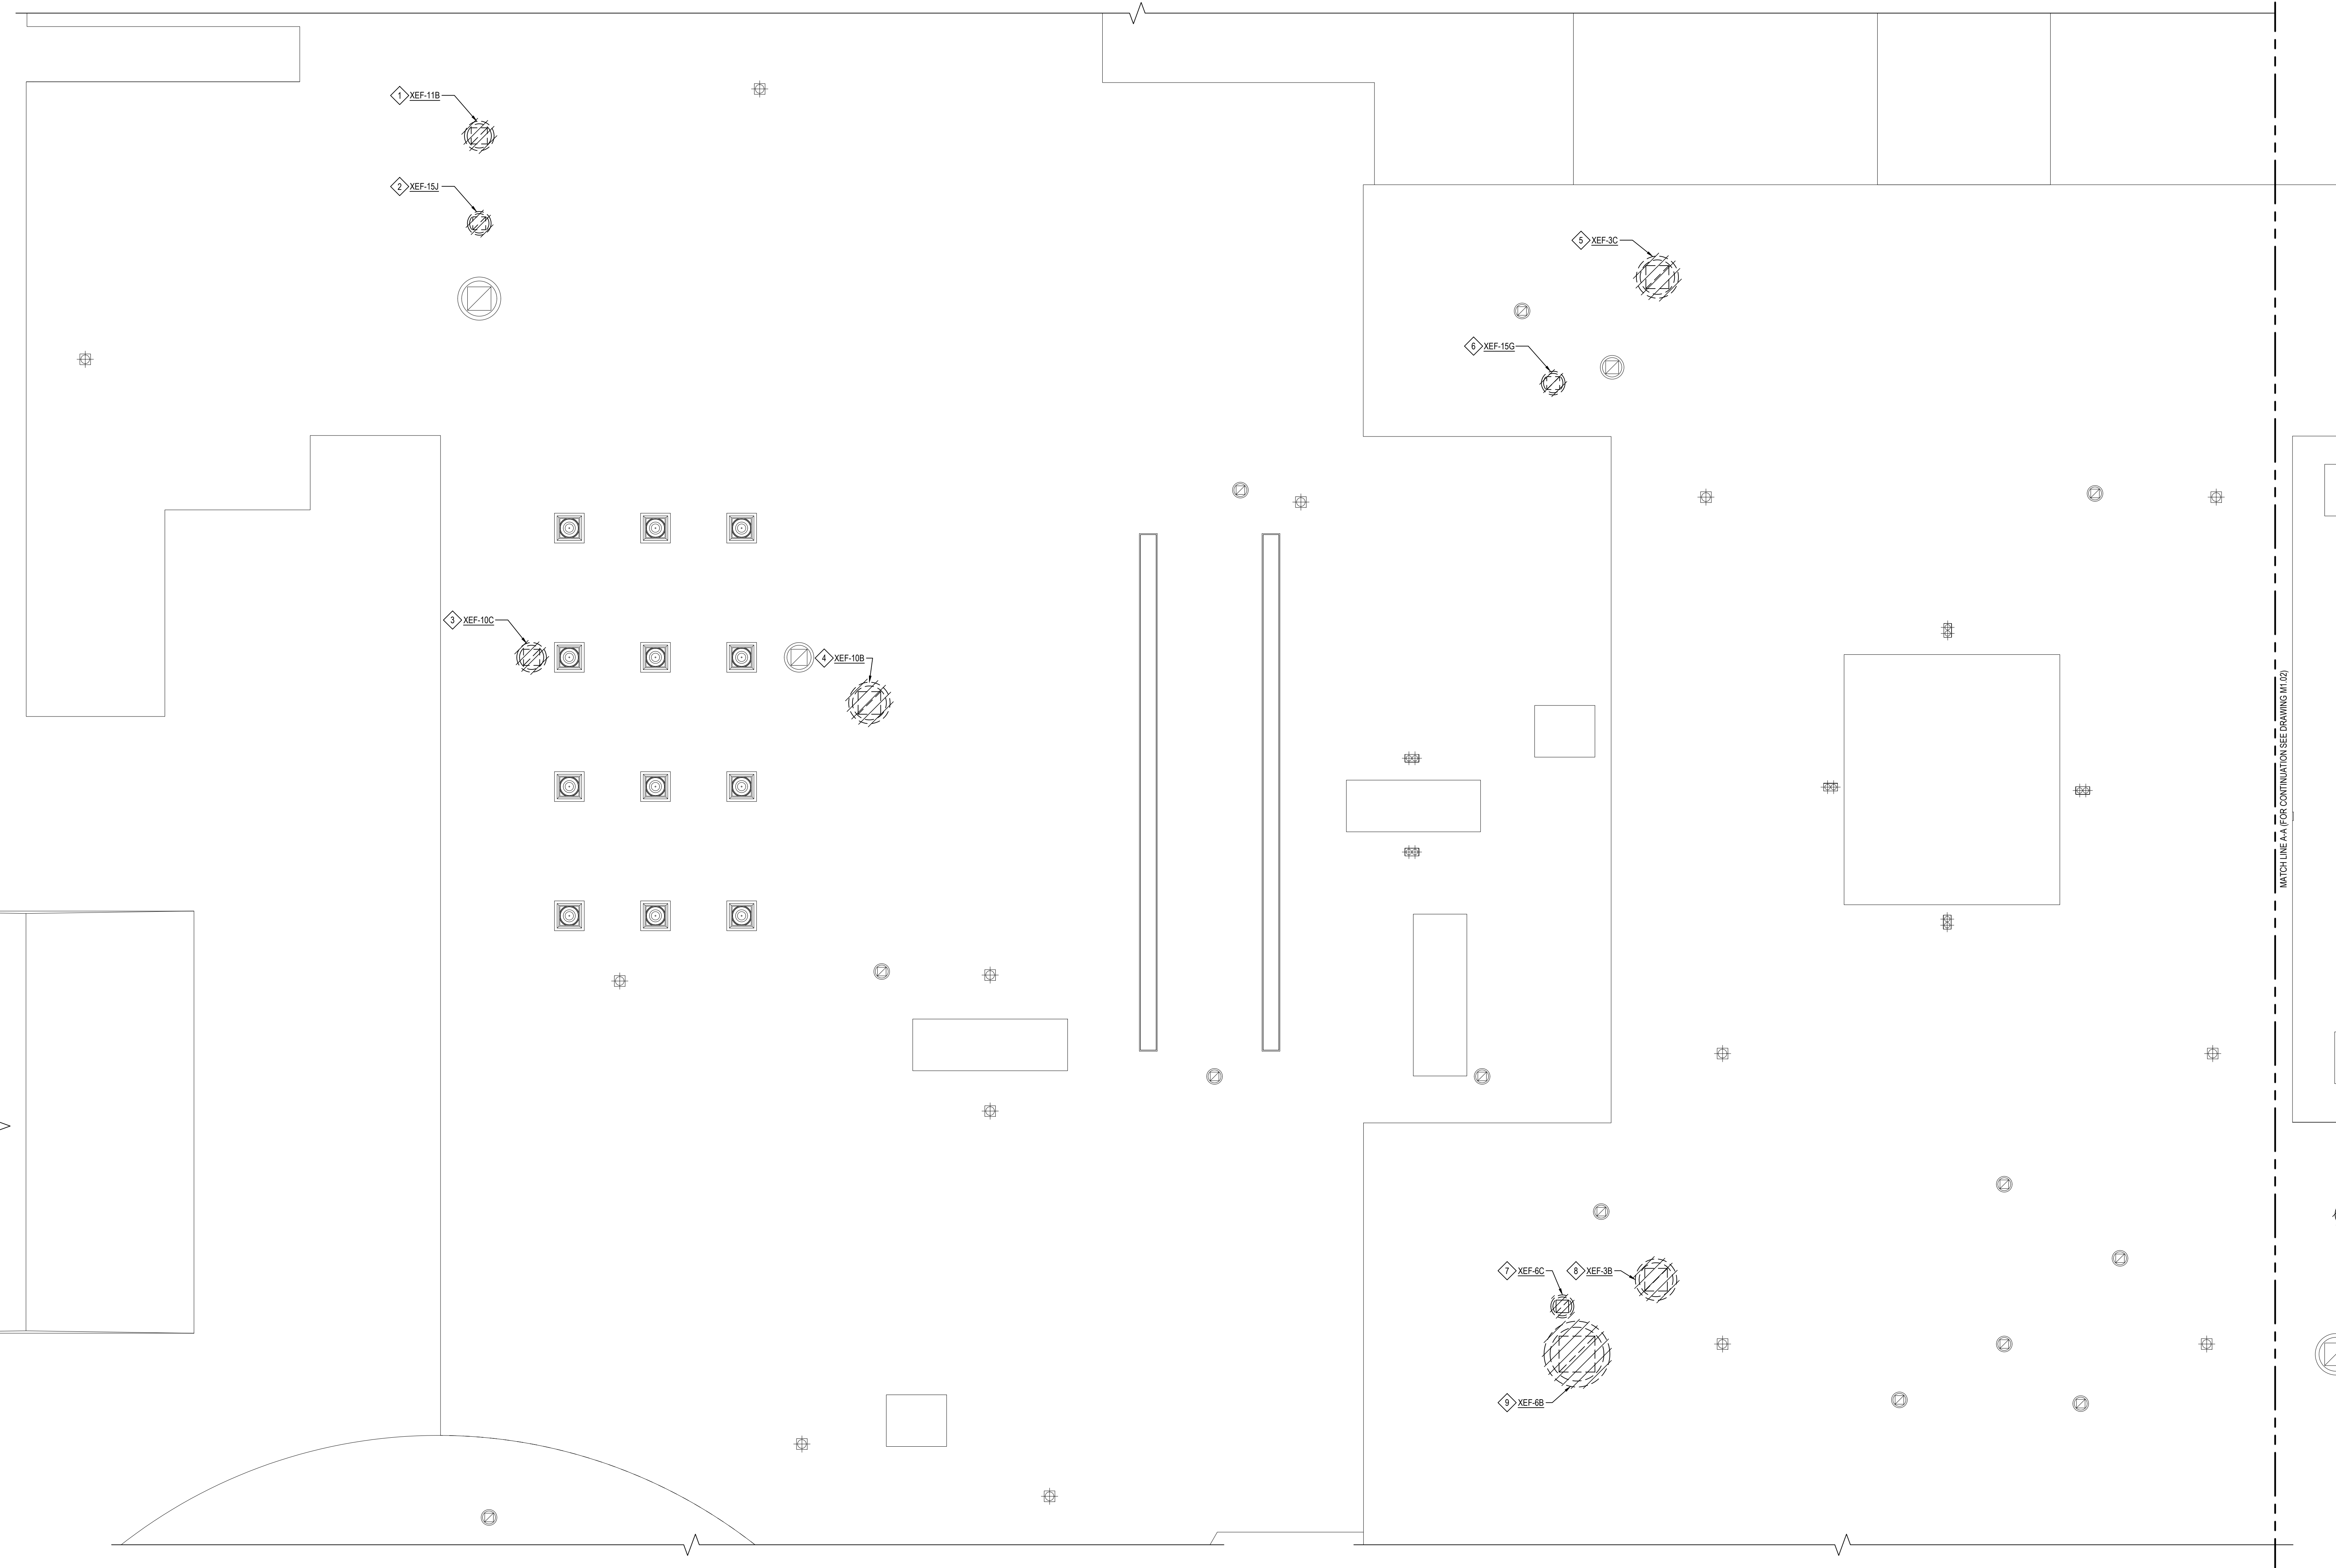 1 XEF-11B
2 XEF-15J
5 XEF-3C
6 XEF-15G
3 XEF-10C
4 XEF-10B
MATCH LINE A-A (FOR CONTINUATION SEE DRAWING M1.02)
7 XEF-6C
8 XEF-3B
9 XEF-6B